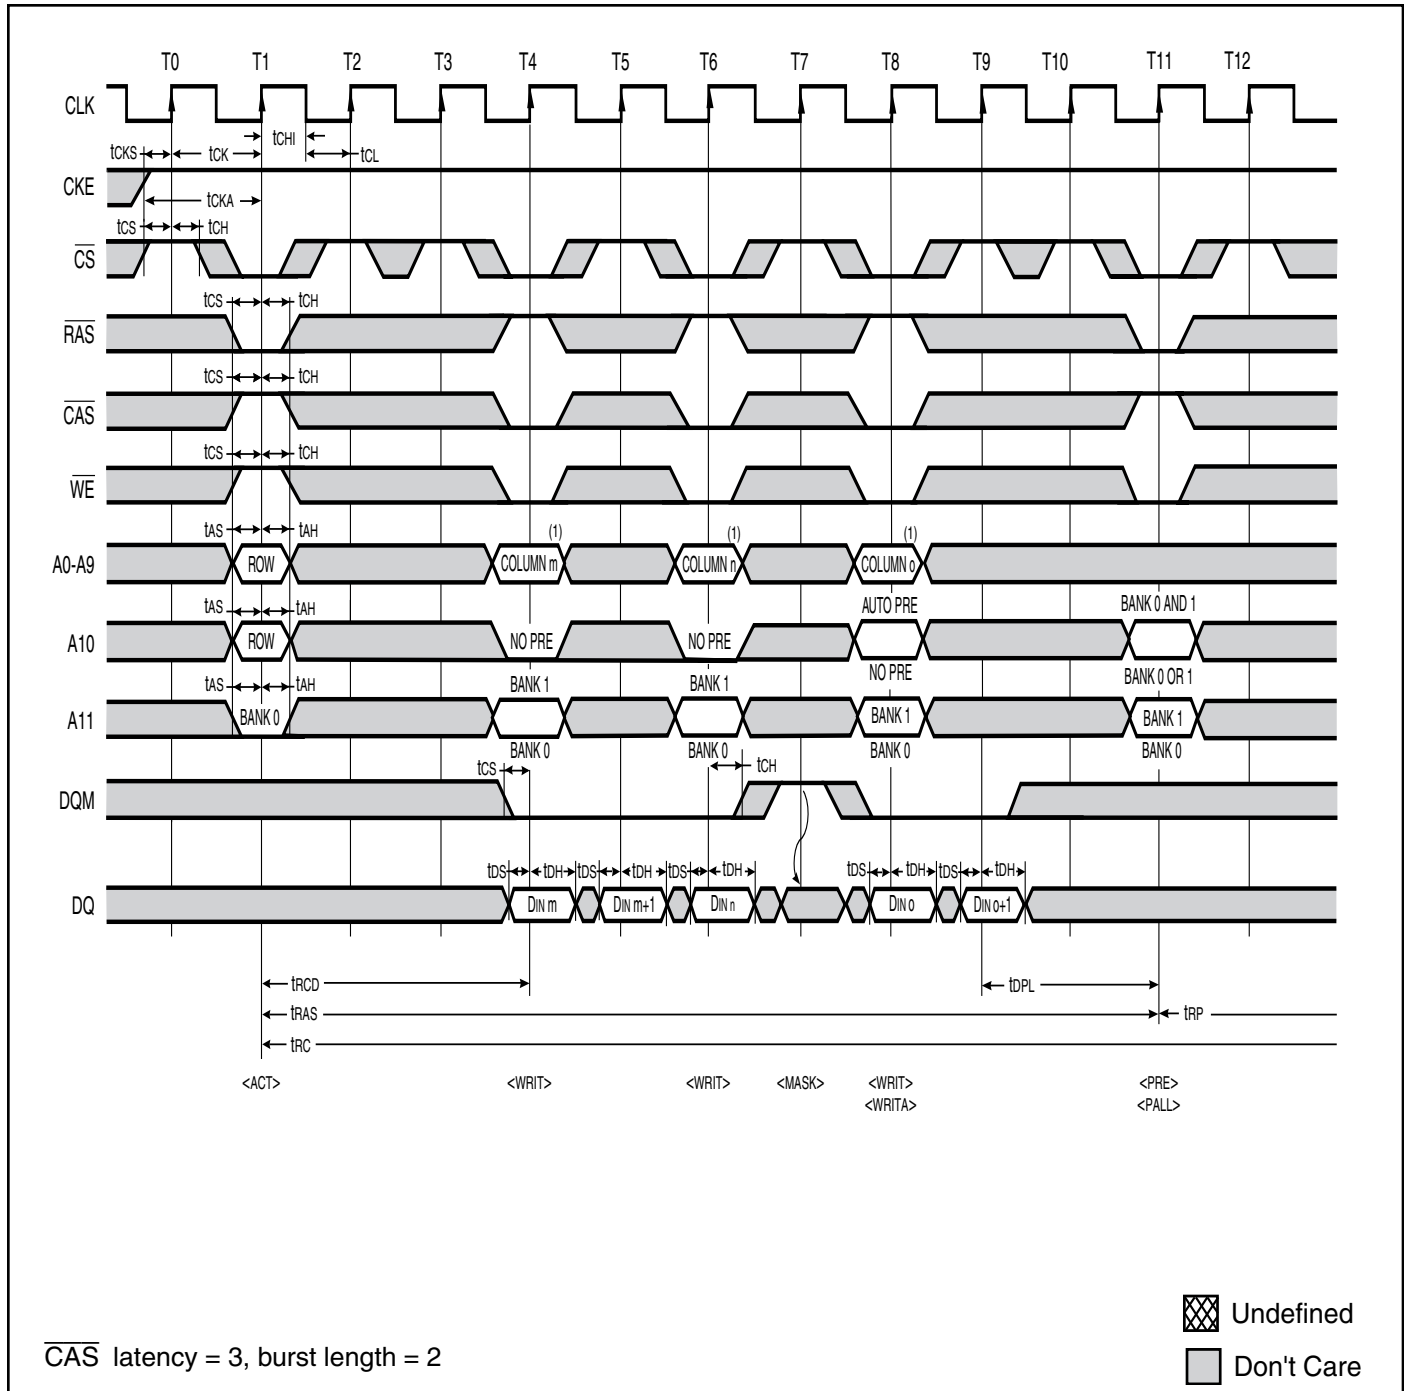 T0 T1 T2 T3 T4 T5 T6 T7 T8 T9 T10 T11 T12
CLK
tCHI
tCKS tCK tCL
CKE
tCKA
tCS tCH
CS
tCS tCH
RAS
tCS tCH
CAS
tCS tCH
WE
tAS tAH (1) (1) (1)
A0-A9 ROW COLUMN m COLUMN n COLUMN o
tAS tAH AUTO PRE BANK 0 AND 1
A10 ROW NO PRE NO PRE
NO PRE BANK 0 OR 1
tAS tAH BANK 1 BANK 1
A11 BANK 0 BANK 1 BANK 1
BANK 0 BANK 0 BANK 0 BANK 0
tCS tCH
DQM
tDS tDH tDS tDH tDS tDH tDS tDH tDS tDH
DQ DIN m DIN m+1 DIN n DIN o DIN o+1
tRCD tDPL
tRAS tRP
tRC
<ACT> <WRIT> <WRIT> <MASK> <WRIT> <PRE>
<WRITA> <PALL>
Undefined
CAS latency = 3, burst length = 2
Don't Care